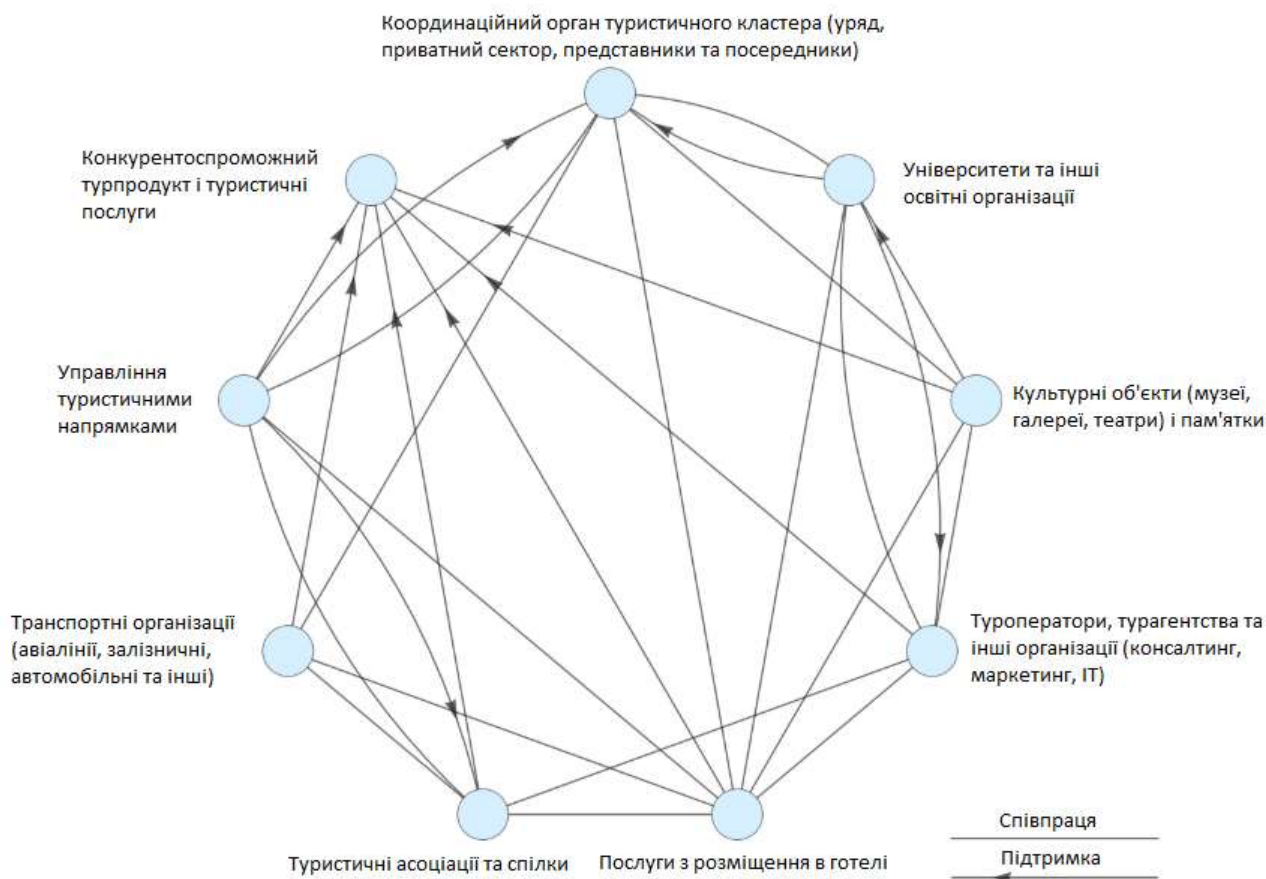 Координаційний орган туристичного кластера (уряд,
приватний сектор, представники та посередники)
Конкурентоспроможний
турпродукт і туристичні
послуги
Університети та інші
освітні організації
Управління
туристичними
напрямками
Культурні об'єкти (музеї,
галереї, театри) і пам'ятки
Транспортні організації
(авіалінії, залізничні,
автомобільні та інші)
Туроператори, турагентства та
інші організації (консалтинг,
маркетинг, ІТ)
Туристичні асоціації та спілки
Послуги з розміщення в готелі
Співпраця
Підтримка